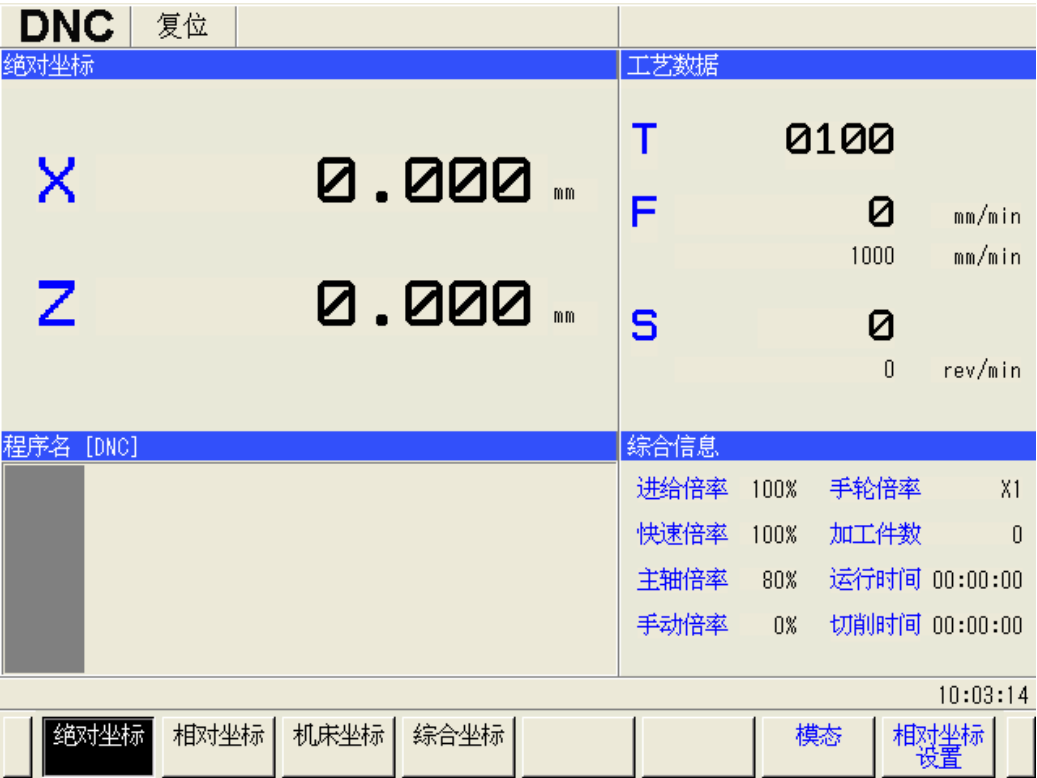 DNC 复位
绝对坐标
X 0.000 mm
Z 0.000 mm
工艺数据
T 0100
F 0 mm/min
1000 mm/min
S 0
0 rev/min
程序名 [DNC]
综合信息
进给倍率 100% 手轮倍率 X1
快速倍率 100% 加工件数 0
主轴倍率 80% 运行时间 00:00:00
手动倍率 0% 切削时间 00:00:00
10:03:14
绝对坐标 相对坐标 机床坐标 综合坐标 模态 相对坐标
设置